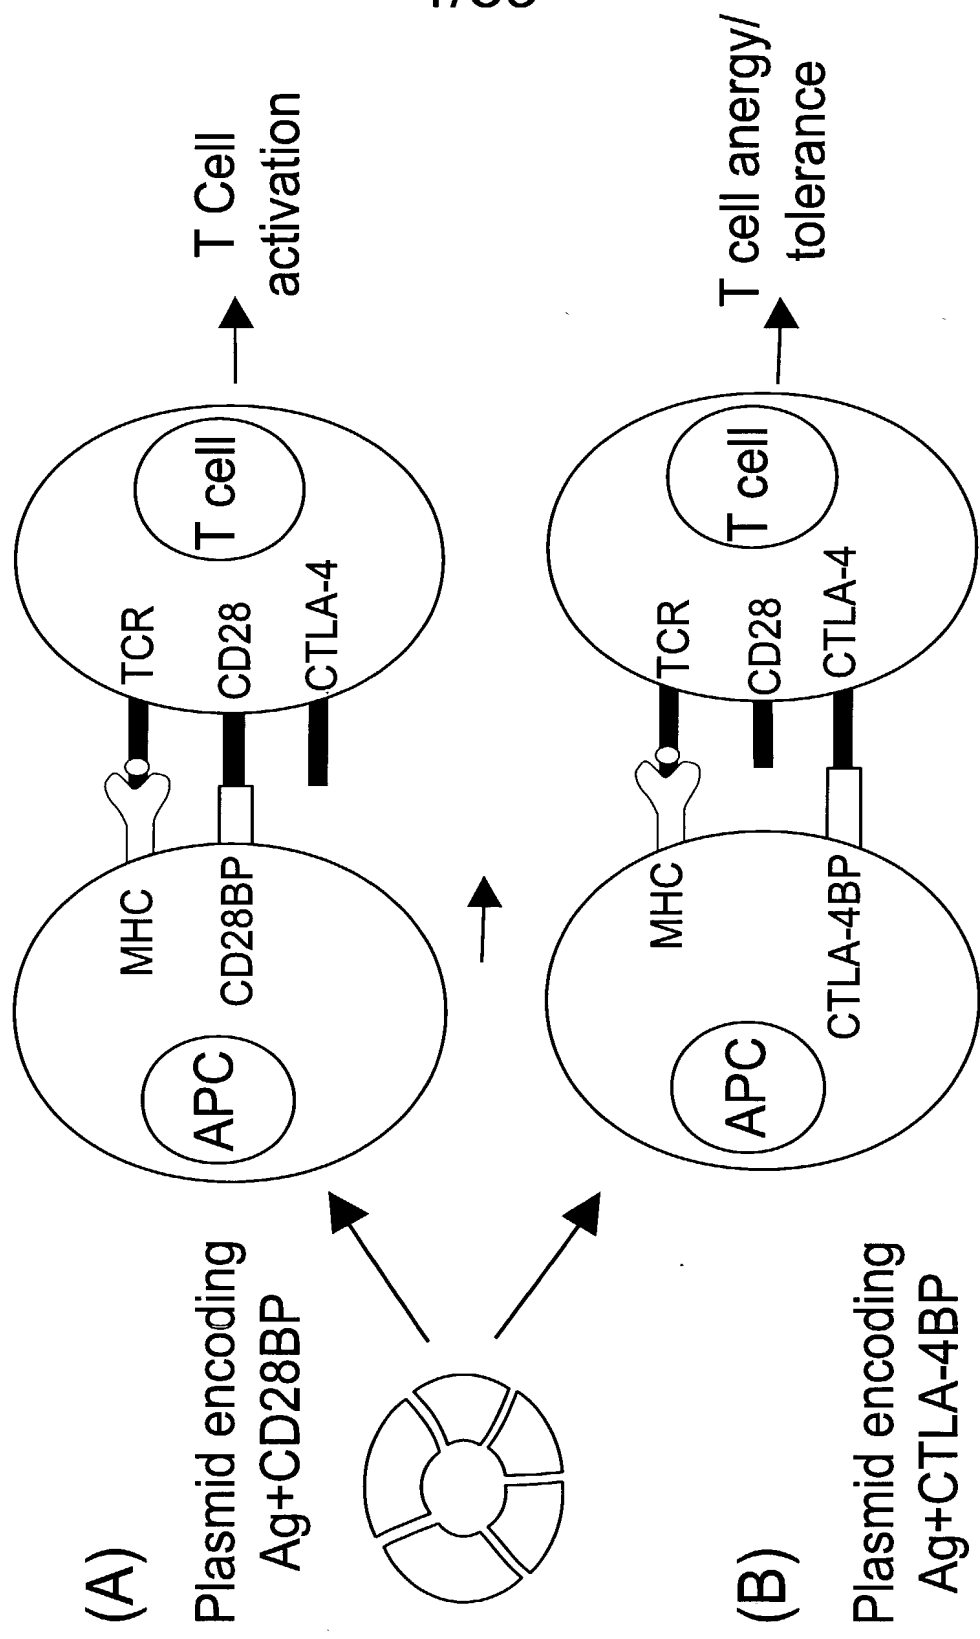 (A)
Plasmid encoding
Ag+CD28BP
APC
MHC
CD28BP
TCR
CD28
CTLA-4
T cell
T Cell
activation
(B)
Plasmid encoding
Ag+CTLA-4BP
APC
MHC
CTLA-4BP
TCR
CD28
CTLA-4
T cell
T cell anergy/
tolerance